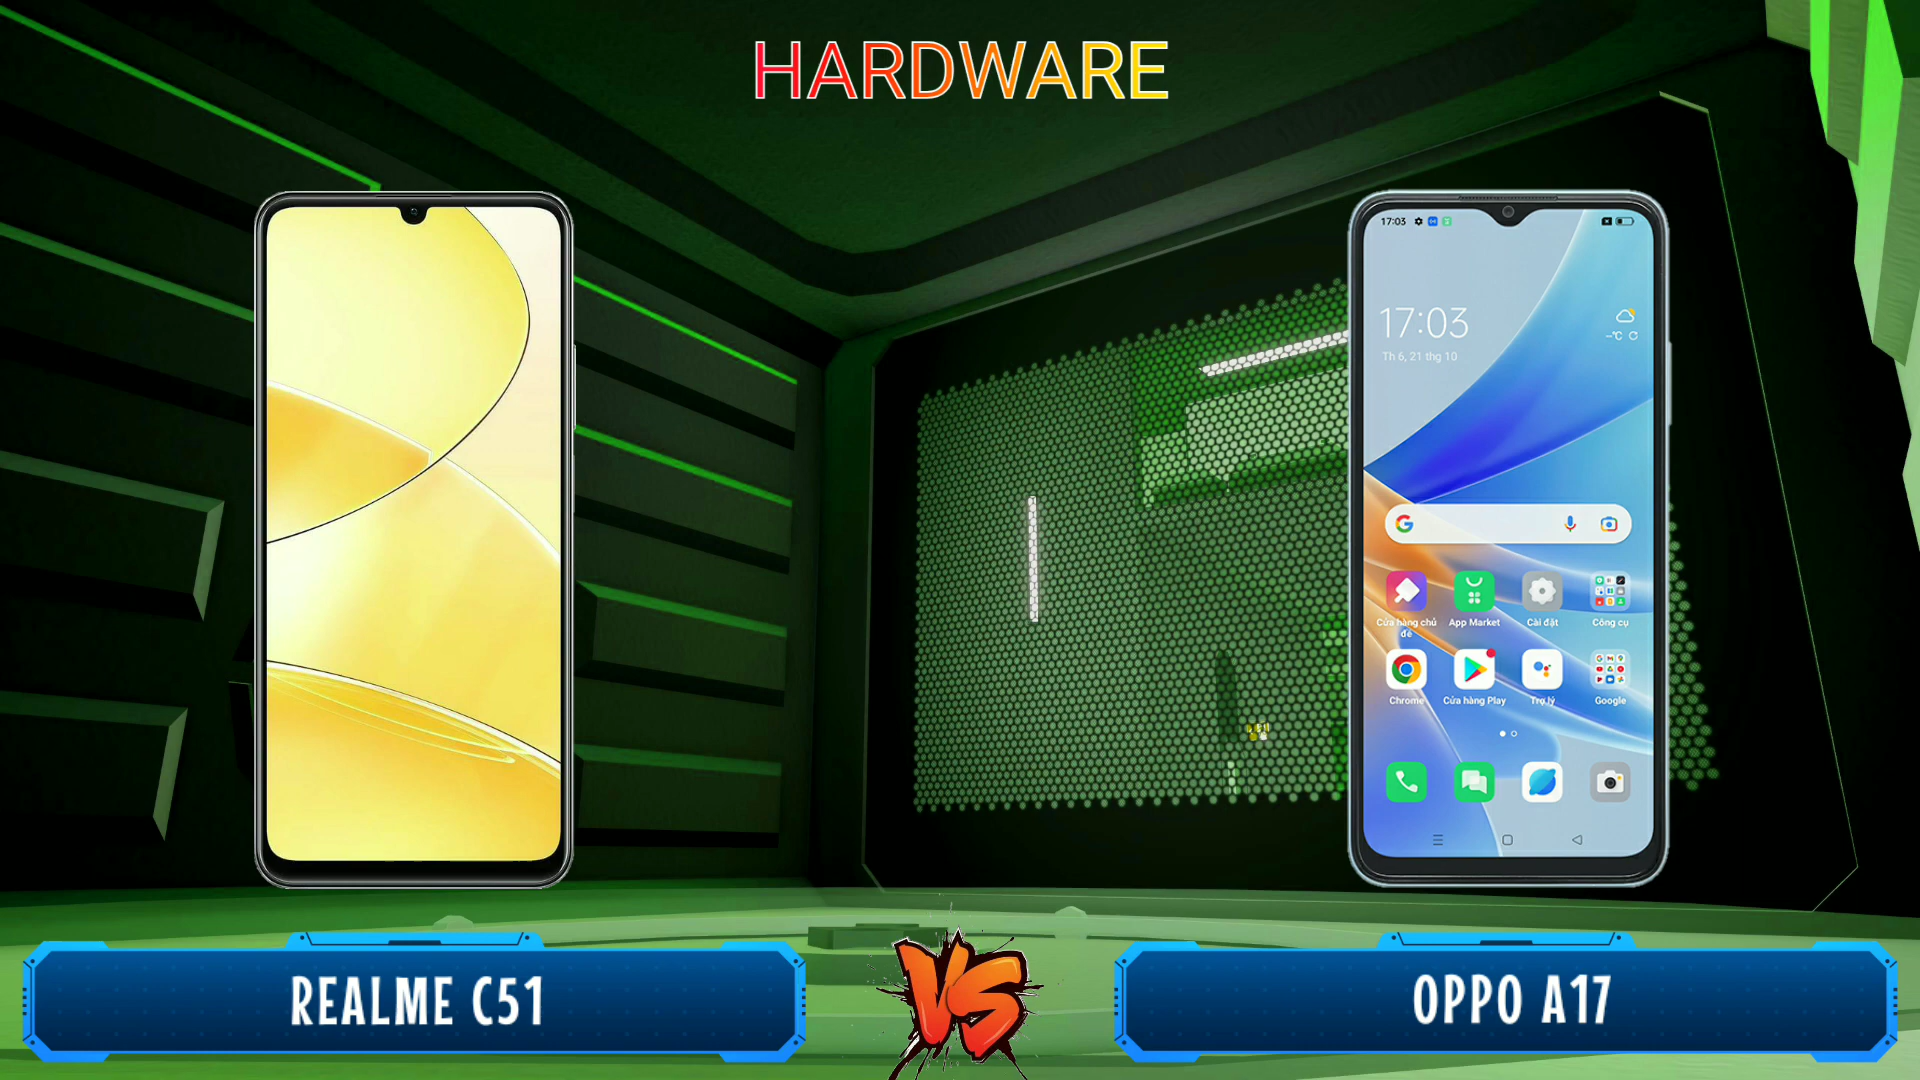 HARDWARE
17:03
17:03
Th 6, 21 thg 10
--°C
G
Cửa hàng chủ đề
App Market
Cài đặt
Công cụ
Chrome
Cửa hàng Play
Trợ lý
Google
REALME C51
VS
OPPO A17